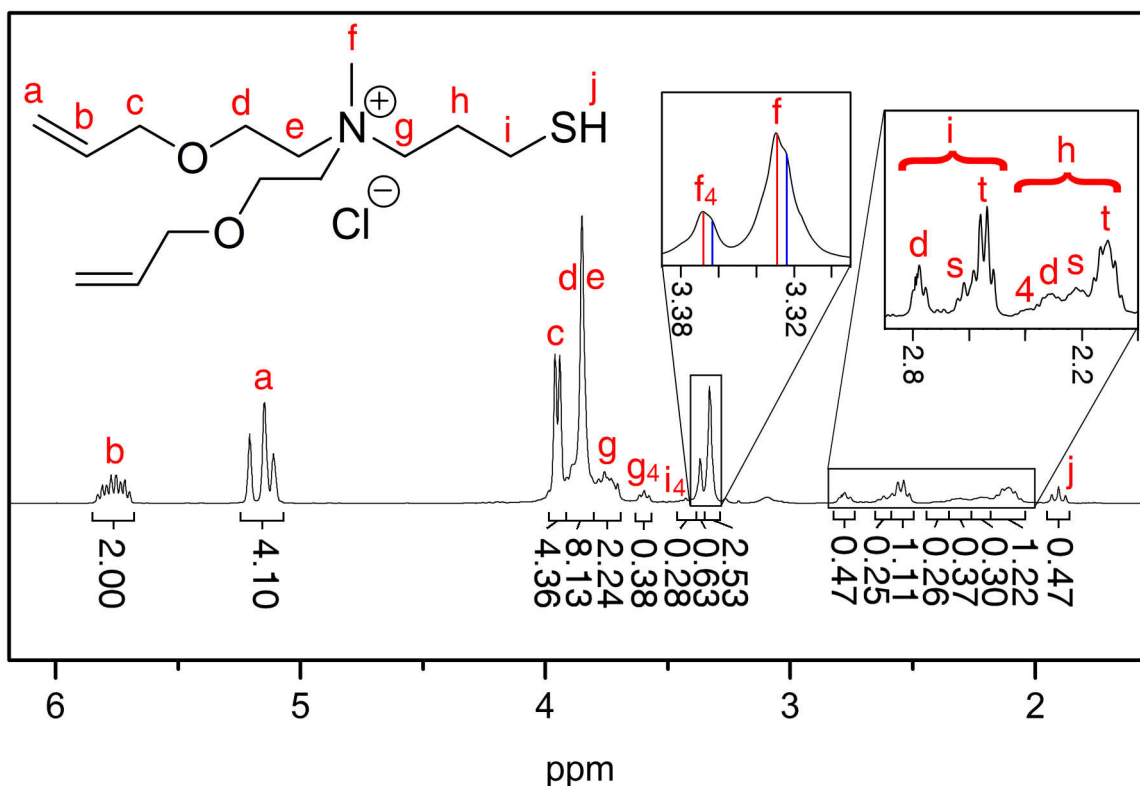 f
a
b
c
d
e
N
+
g
h
i
j
SH
O
O
Cl
−
f4
f
3.38
3.32
i
h
d
s
t
4
d
s
t
2.8
2.2
b
a
c
d
e
g
g4
i4
j
2.00
4.10
4.36
8.13
2.24
0.38
0.28
0.63
2.53
0.47
0.25
1.11
0.26
0.37
0.30
1.22
0.47
6
5
4
3
2
ppm